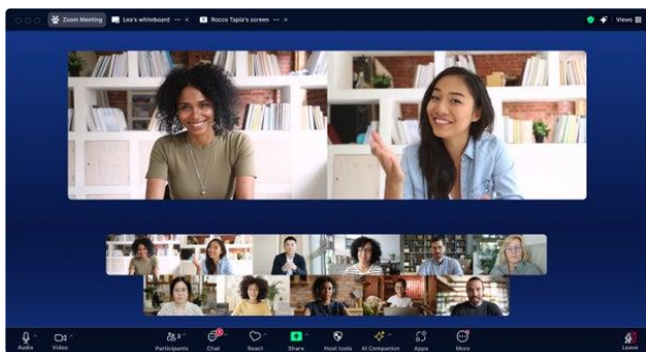 Zoom Meeting
Lea's whiteboard
Rocco Tapia's screen
Views
Audio
Video
Participants
Chat
React
Share
Host tools
AI Companion
Apps
More
Leave